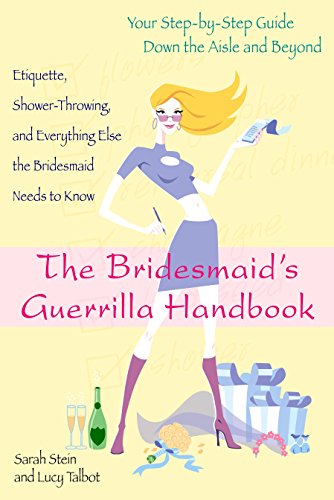 Your Step-by-Step Guide
Down the Aisle and Beyond
Etiquette,
Shower-Throwing,
and Everything Else
the Bridesmaid
Needs to Know
The Bridesmaid's
Guerrilla Handbook
Sarah Stein
and Lucy Talbot